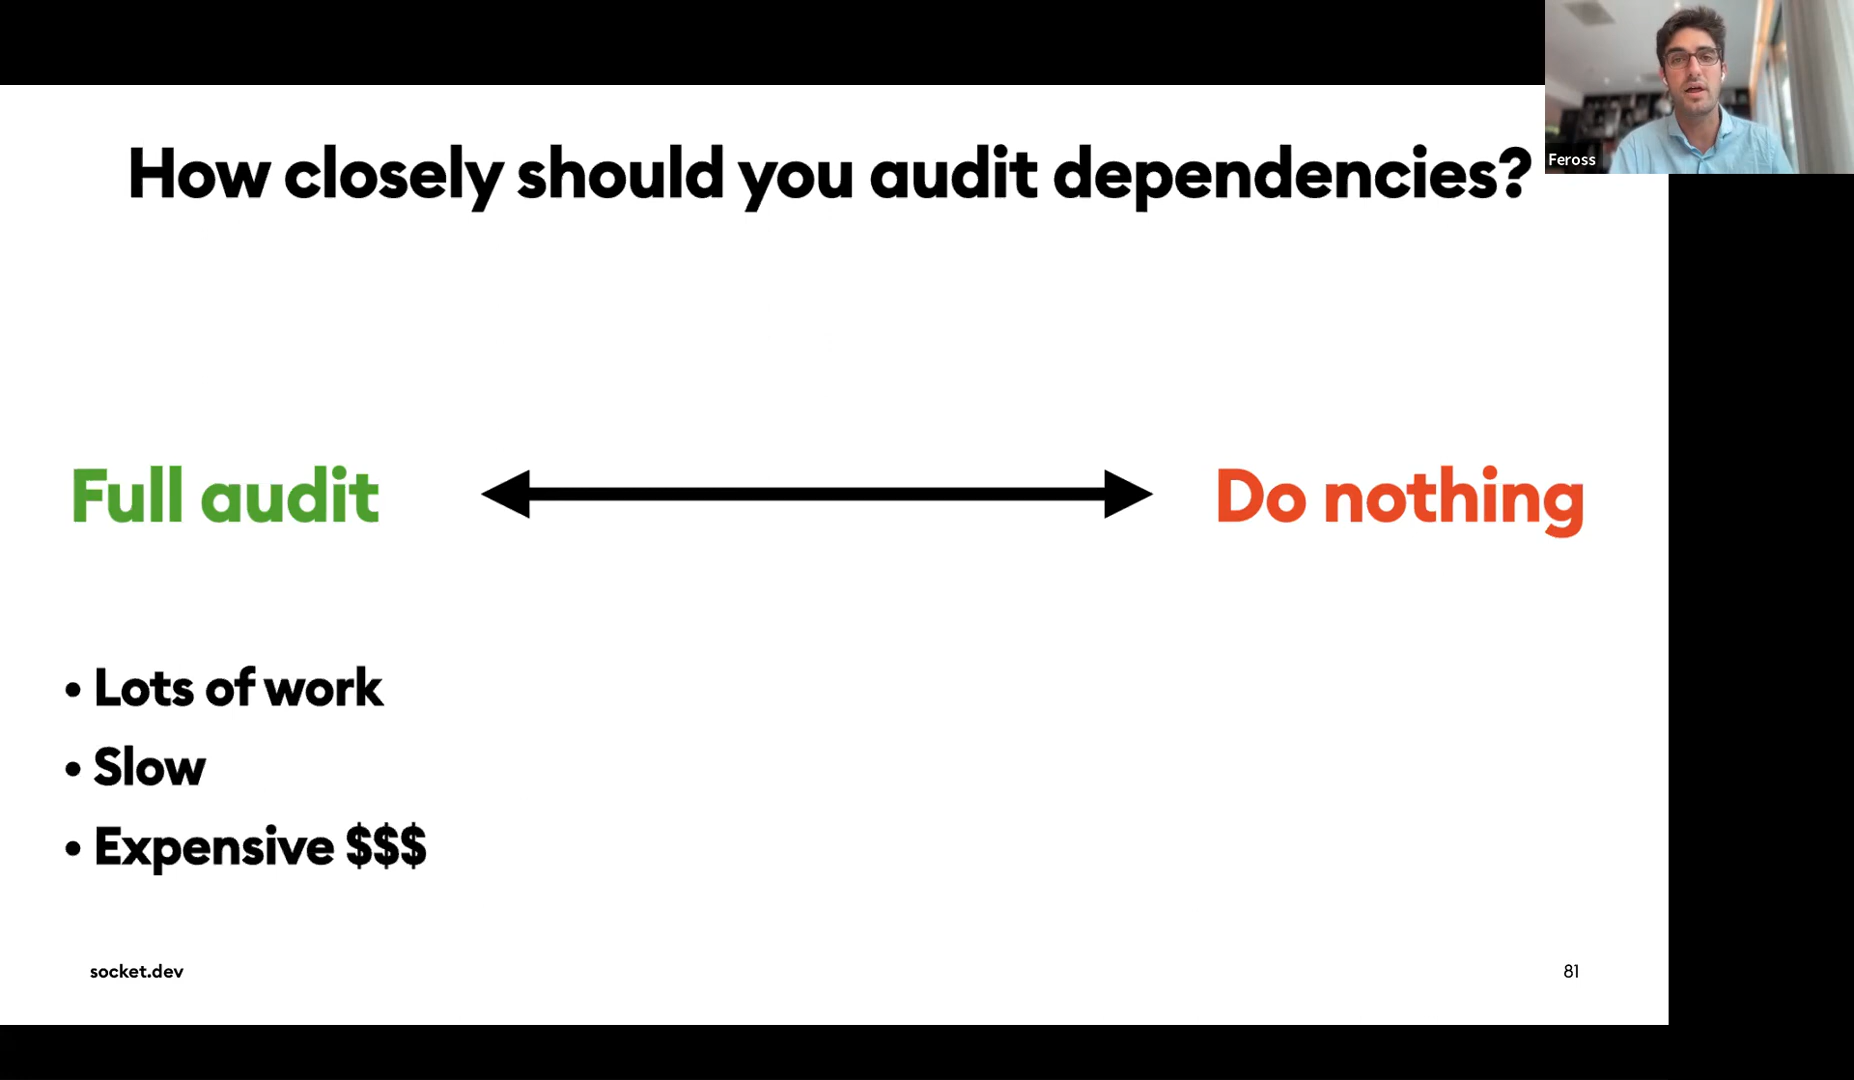 How closely should you audit dependencies?
Feross
Full audit
Do nothing
• Lots of work
• Slow
• Expensive $$$
socket.dev
81